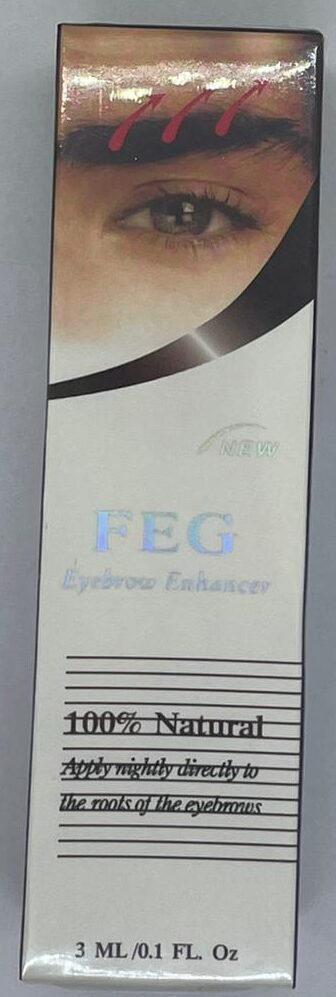 NEW
FEG
Eyebrow Enhancer
100% Natural
Apply nightly directly to
the roots of the eyebrows
3 ML/0.1 FL. Oz